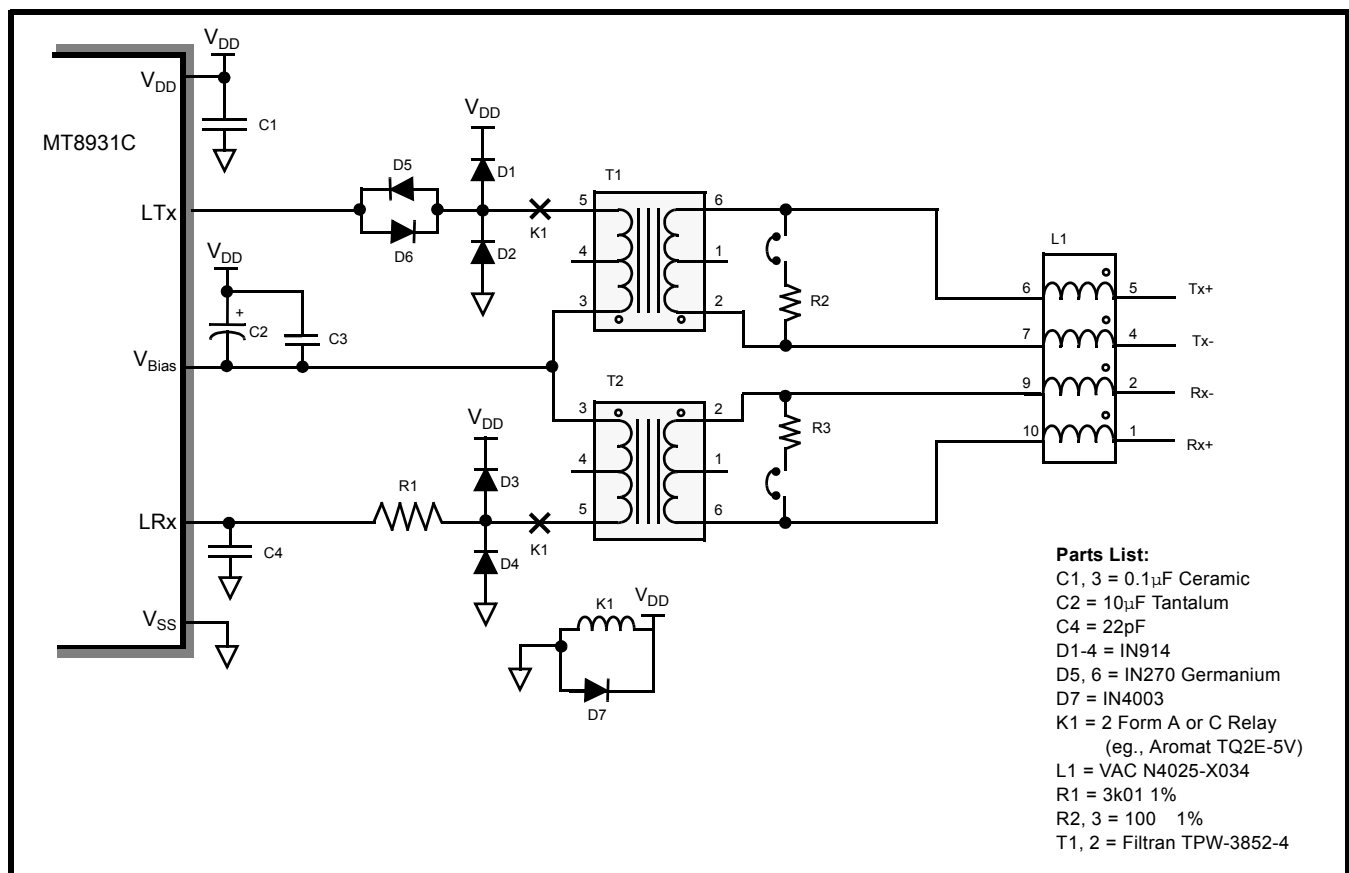 VDD
VDD
C1
MT8931C
VDD
D5
D1
T1
LTx
5
6
K1
D6
D2
4
1
L1
VDD
R2
6
5
Tx+
3
2
+
C2
C3
7
4
Tx-
VBias
T2
9
2
Rx-
3
2
VDD
R3
10
1
Rx+
4
1
D3
R1
5
6
LRx
K1
C4
D4
VSS
K1
VDD
D7
Parts List:
C1, 3 = 0.1µF Ceramic
C2 = 10µF Tantalum
C4 = 22pF
D1-4 = IN914
D5, 6 = IN270 Germanium
D7 = IN4003
K1 = 2 Form A or C Relay
(eg., Aromat TQ2E-5V)
L1 = VAC N4025-X034
R1 = 3k01 1%
R2, 3 = 100 1%
T1, 2 = Filtran TPW-3852-4